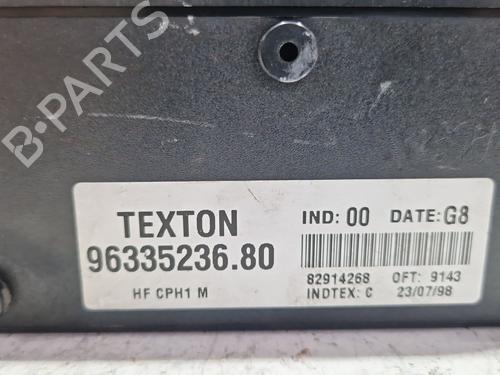 B-PARTS
TEXTON
96335236.80
HF CPH1 M
IND: 00 DATE: G8
82914268 OFT: 9143
INDTEX: C 23/07/98